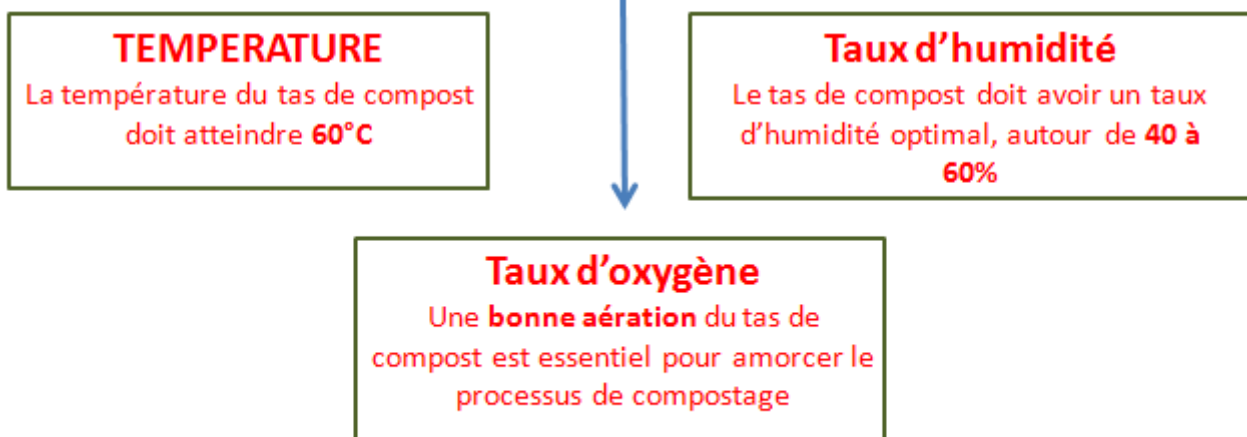 TEMPERATURE
La température du tas de compost
doit atteindre 60°C
Taux d’humidité
Le tas de compost doit avoir un taux
d’humidité optimal, autour de 40 à
60%
Taux d’oxygène
Une bonne aération du tas de
compost est essentiel pour amorcer le
processus de compostage